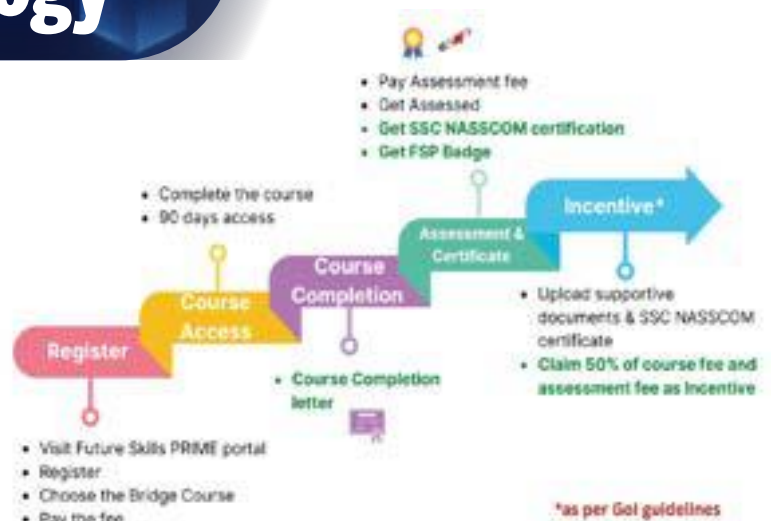 ogy
• Pay Assessment fee
• Get Assessed
• Get SSC NASSCOM certification
• Get FSP Badge
• Complete the course
• 90 days access
Incentive*
Assessment &
Certificate
Course
Completion
Course
Access
Register
• Upload supportive
documents & SSC NASSCOM
certificate
• Claim 50% of course fee and
assessment fee as Incentive
• Course Completion
letter
• Visit Future Skills PRIME portal
• Register
• Choose the Bridge Course
• Pay the fee
*as per GoI guidelines